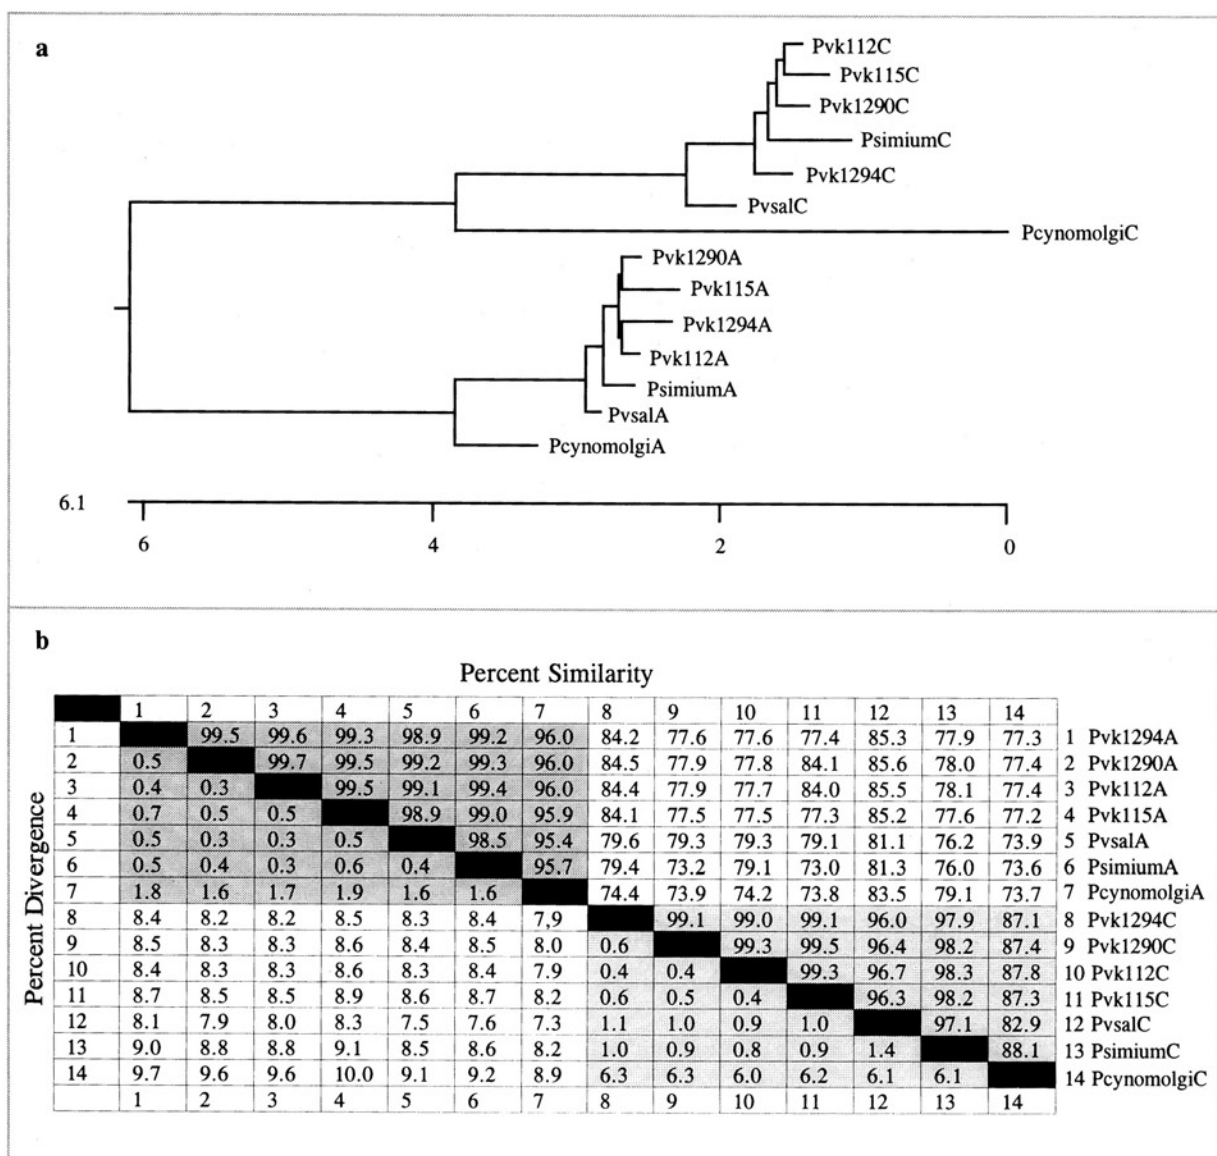 a
Pvk112C
Pvk115C
Pvk1290C
PsimiumC
Pvk1294C
PvsalC
PcynomolgiC
Pvk1290A
Pvk115A
Pvk1294A
Pvk112A
PsimiumA
PvsalA
PcynomolgiA
6.1
6 4 2 0
b
Percent Similarity
Percent Divergence
1 2 3 4 5 6 7 8 9 10 11 12 13 14
1 99.5 99.6 99.3 98.9 99.2 96.0 84.2 77.6 77.6 77.4 85.3 77.9 77.3 1 Pvk1294A
2 0.5 99.7 99.5 99.2 99.3 96.0 84.5 77.9 77.8 84.1 85.6 78.0 77.4 2 Pvk1290A
3 0.4 0.3 99.5 99.1 99.4 96.0 84.4 77.9 77.7 84.0 85.5 78.1 77.4 3 Pvk112A
4 0.7 0.5 0.5 98.9 99.0 95.9 84.1 77.5 77.5 77.3 85.2 77.6 77.2 4 Pvk115A
5 0.5 0.3 0.3 0.5 98.5 95.4 79.6 79.3 79.3 79.1 81.1 76.2 73.9 5 PvsalA
6 0.5 0.4 0.3 0.6 0.4 95.7 79.4 73.2 79.1 73.0 81.3 76.0 73.6 6 PsimiumA
7 1.8 1.6 1.7 1.9 1.6 1.6 74.4 73.9 74.2 73.8 83.5 79.1 73.7 7 PcynomolgiA
8 8.4 8.2 8.2 8.5 8.3 8.4 7,9 99.1 99.0 99.1 96.0 97.9 87.1 8 Pvk1294C
9 8.5 8.3 8.3 8.6 8.4 8.5 8.0 0.6 99.3 99.5 96.4 98.2 87.4 9 Pvk1290C
10 8.4 8.3 8.3 8.6 8.3 8.4 7.9 0.4 0.4 99.3 96.7 98.3 87.8 10 Pvk112C
11 8.7 8.5 8.5 8.9 8.6 8.7 8.2 0.6 0.5 0.4 96.3 98.2 87.3 11 Pvk115C
12 8.1 7.9 8.0 8.3 7.5 7.6 7.3 1.1 1.0 0.9 1.0 97.1 82.9 12 PvsalC
13 9.0 8.8 8.8 9.1 8.5 8.6 8.2 1.0 0.9 0.8 0.9 1.4 88.1 13 PsimiumC
14 9.7 9.6 9.6 10.0 9.1 9.2 8.9 6.3 6.3 6.0 6.2 6.1 6.1 14 PcynomolgiC
1 2 3 4 5 6 7 8 9 10 11 12 13 14